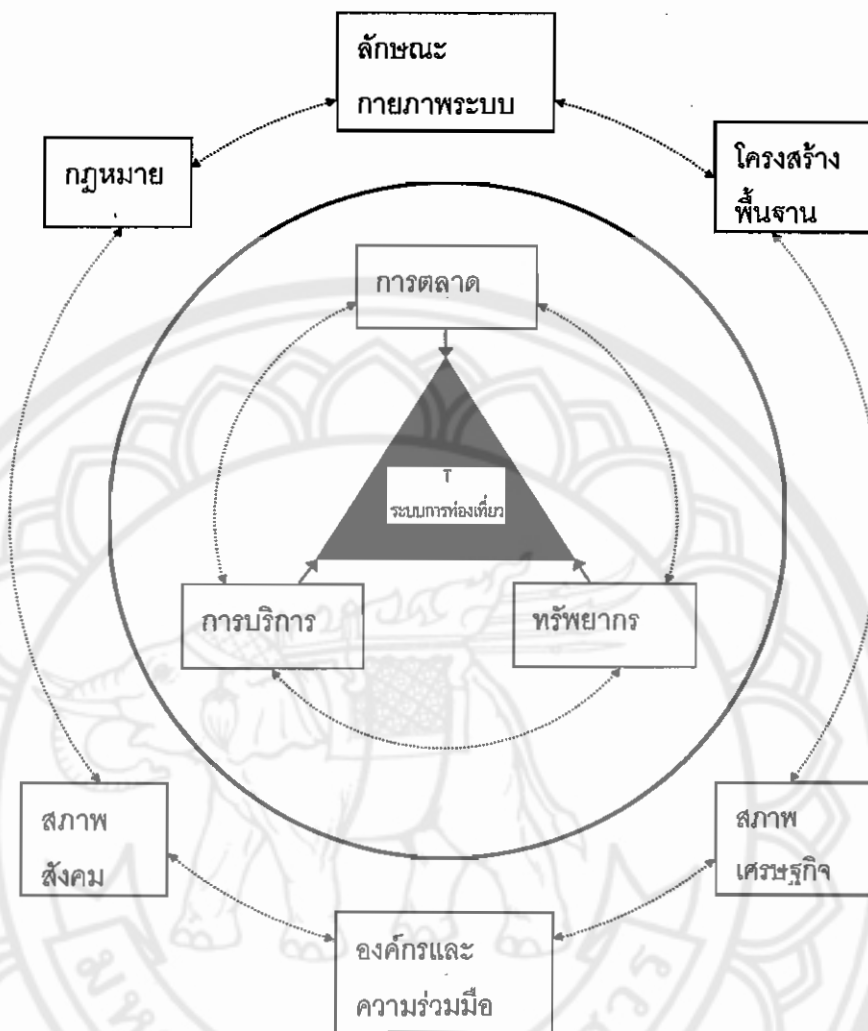 ลักษณะ
กายภาพระบบ
กฎหมาย
โครงสร้าง
พื้นฐาน
การตลาด
T
ระบบการท่องเที่ยว
การบริการ
ทรัพยากร
สภาพ
สังคม
สภาพ
เศรษฐกิจ
องค์กรและ
ความร่วมมือ